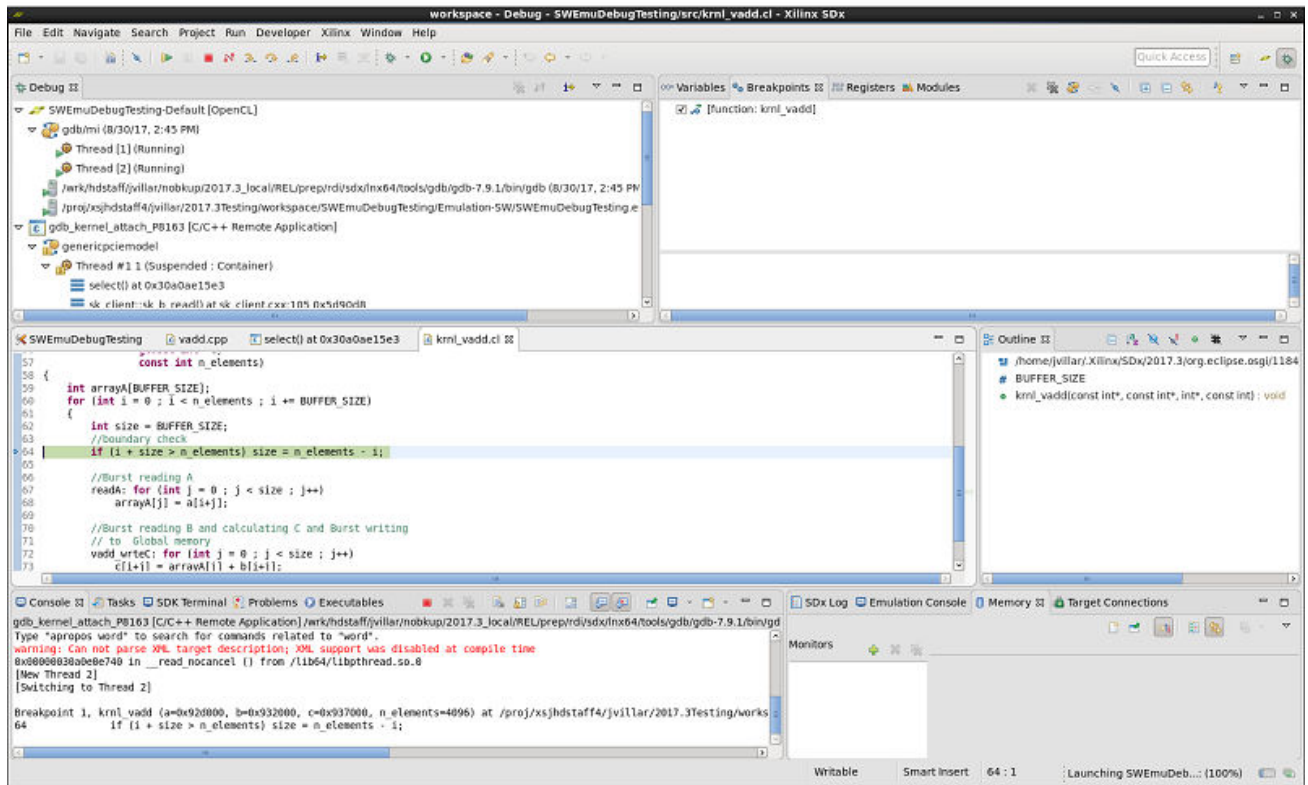 workspace - Debug - SWEmuDebugTesting/src/krnl_vadd.cl - Xilinx SDx
File Edit Navigate Search Project Run Developer Xilinx Window Help
Quick Access
Debug
(x)= Variables Breakpoints Registers Modules
SWEmuDebugTesting-Default [OpenCL]
[function: krnl_vadd]
gdb/mi (8/30/17, 2:45 PM)
Thread [1] (Running)
Thread [2] (Running)
/wrk/hdstaff/jvillar/nobkup/2017.3_local/REL/prep/rdi/sdx/lnx64/tools/gdb/gdb-7.9.1/bin/gdb (8/30/17, 2:45 PM
/proj/xsjhdstaff4/jvillar/2017.3Testing/workspace/SWEmuDebugTesting/Emulation-SW/SWEmuDebugTesting.e
gdb_kernel_attach_P8163 [C/C++ Remote Application]
genericpciemodel
Thread #1 1 (Suspended : Container)
select() at 0x30a0ae15e3
sk_client::sk_b_read() at sk_client.cxx:105 0x5d90d8
SWEmuDebugTesting vadd.cpp select() at 0x30a0ae15e3 krnl_vadd.cl
57 const int n_elements)
58 {
59 int arrayA[BUFFER_SIZE];
60 for (int i = 0 ; i < n_elements ; i += BUFFER_SIZE)
61 {
62 int size = BUFFER_SIZE;
63 //boundary check
64 if (i + size > n_elements) size = n_elements - i;
65
66 //Burst reading A
67 readA: for (int j = 0 ; j < size ; j++)
68 arrayA[j] = a[i+j];
69
70 //Burst reading B and calculating C and Burst writing
71 // to Global memory
72 vadd_wrteC: for (int j = 0 ; j < size ; j++)
73 c[i+j] = arrayA[j] + b[i+j];
Outline
/home/jvillar/.Xilinx/SDx/2017.3/org.eclipse.osgi/1184
BUFFER_SIZE
krnl_vadd(const int*, const int*, int*, const int) : void
Console Tasks SDK Terminal Problems Executables
gdb_kernel_attach_P8163 [C/C++ Remote Application] /wrk/hdstaff/jvillar/nobkup/2017.3_local/REL/prep/rdi/sdx/lnx64/tools/gdb/gdb-7.9.1/bin/gd
Type "apropos word" to search for commands related to "word".
warning: Can not parse XML target description; XML support was disabled at compile time
0x00000030a0e0e740 in __read_nocancel () from /lib64/libpthread.so.0
[New Thread 2]
[Switching to Thread 2]
Breakpoint 1, krnl_vadd (a=0x92d000, b=0x932000, c=0x937000, n_elements=4096) at /proj/xsjhdstaff4/jvillar/2017.3Testing/works
64 if (i + size > n_elements) size = n_elements - i;
SDx Log Emulation Console Memory Target Connections
Monitors
Writable Smart Insert 64 : 1 Launching SWEmuDeb...: (100%)